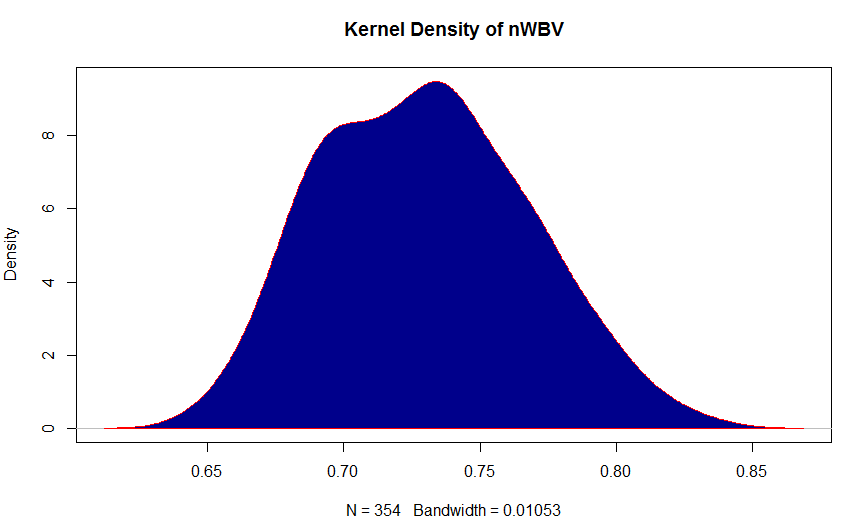 Kernel Density of nWBV
Density
8
6
4
2
0
0.65 0.70 0.75 0.80 0.85
N = 354 Bandwidth = 0.01053